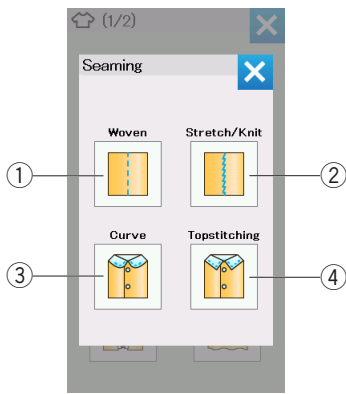 (1/2)
Seaming
Woven Stretch/Knit
1 2
Curve Topstitching
3 4